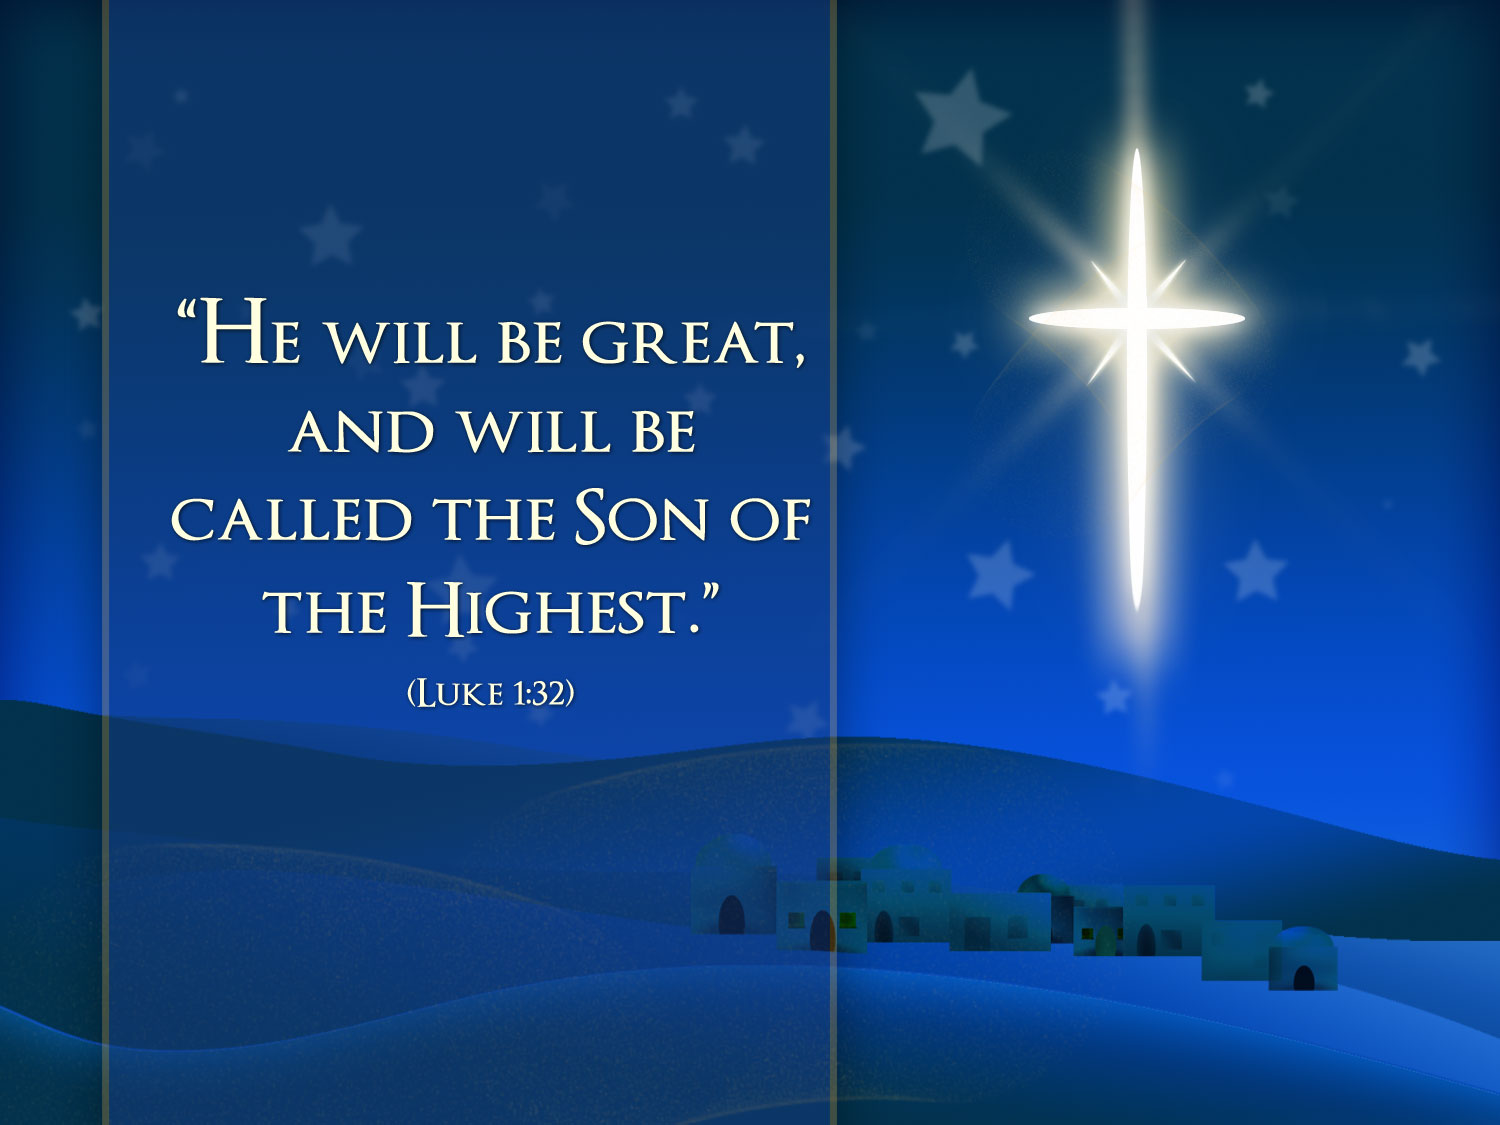 “He will be great,
and will be
called the Son of
the Highest.”
(Luke 1:32)